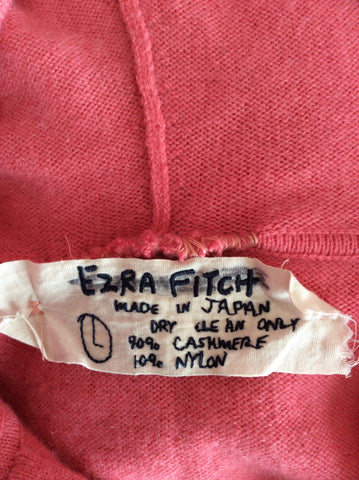 EZRA FITCH
MADE IN JAPAN
DRY CLEAN ONLY
90% CASHMERE
10% NYLON